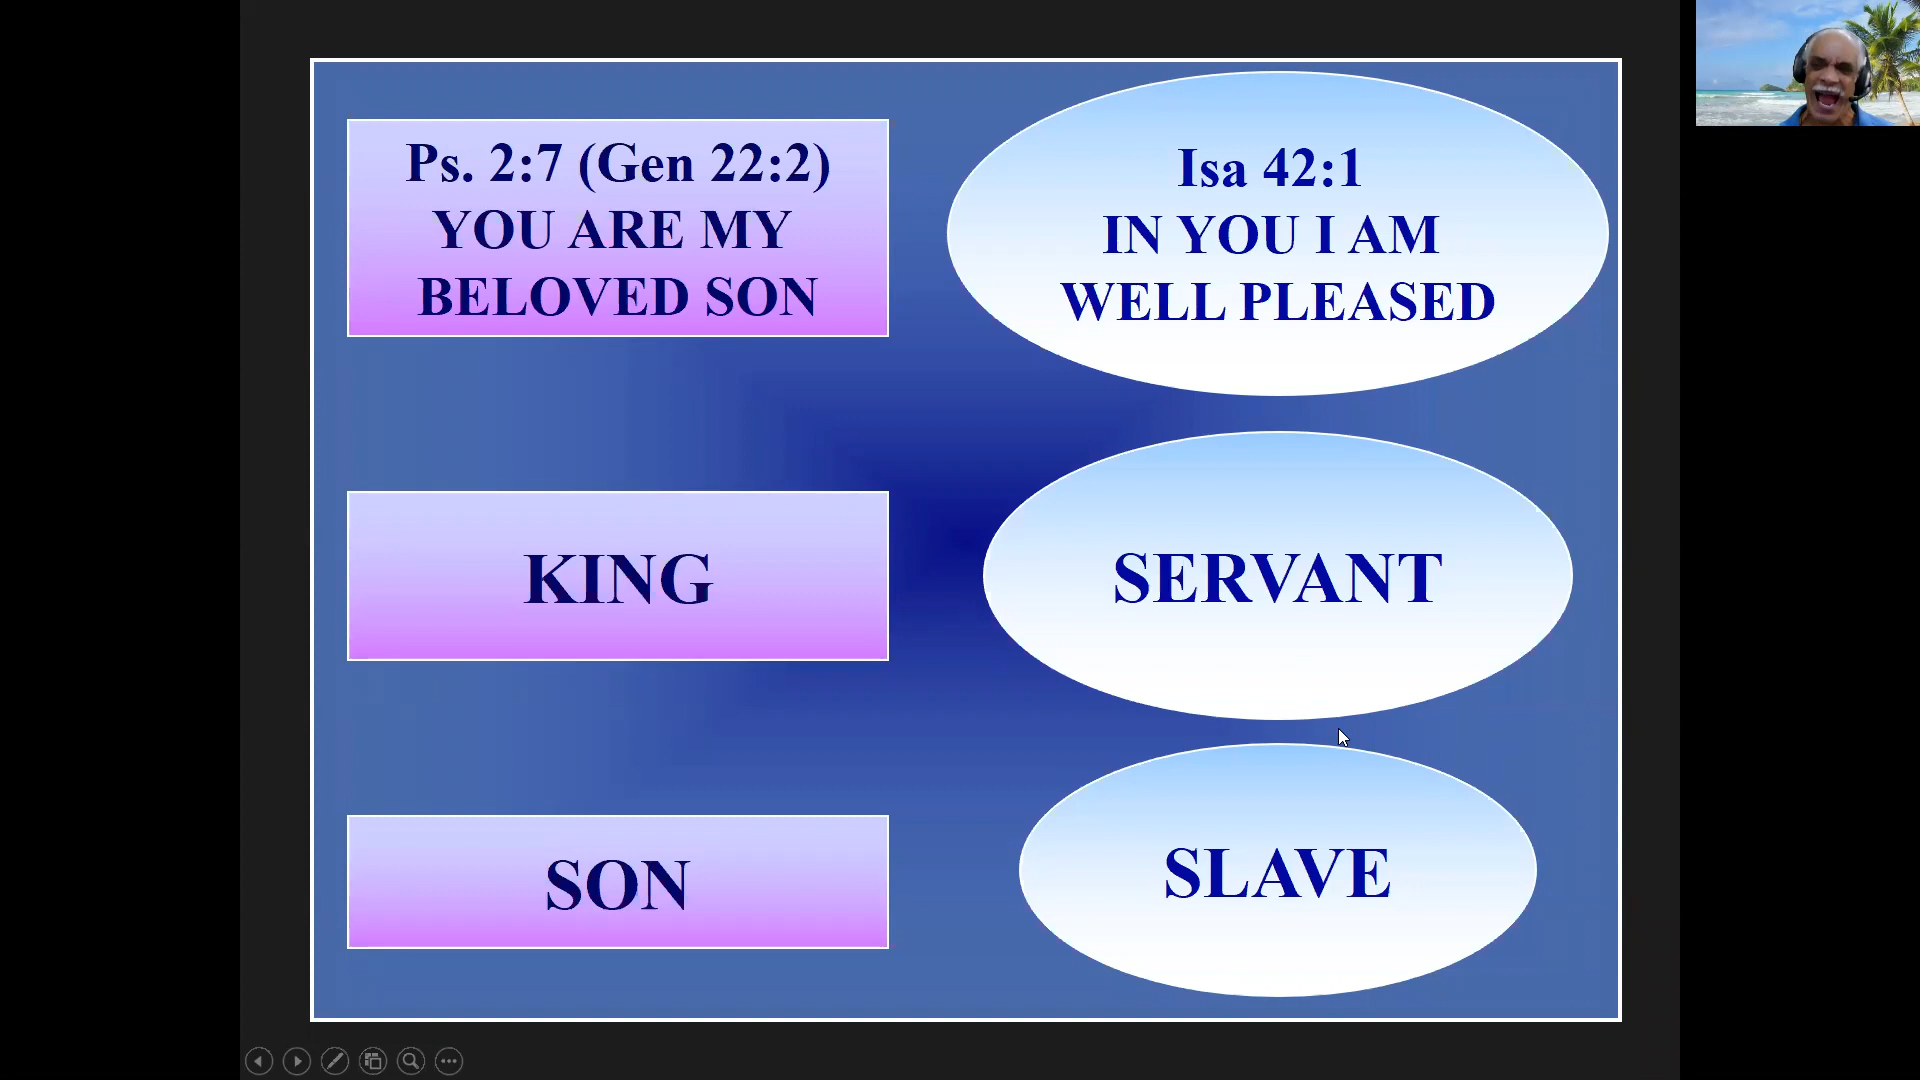 Ps. 2:7 (Gen 22:2)
YOU ARE MY
BELOVED SON
Isa 42:1
IN YOU I AM
WELL PLEASED
KING
SERVANT
SON
SLAVE